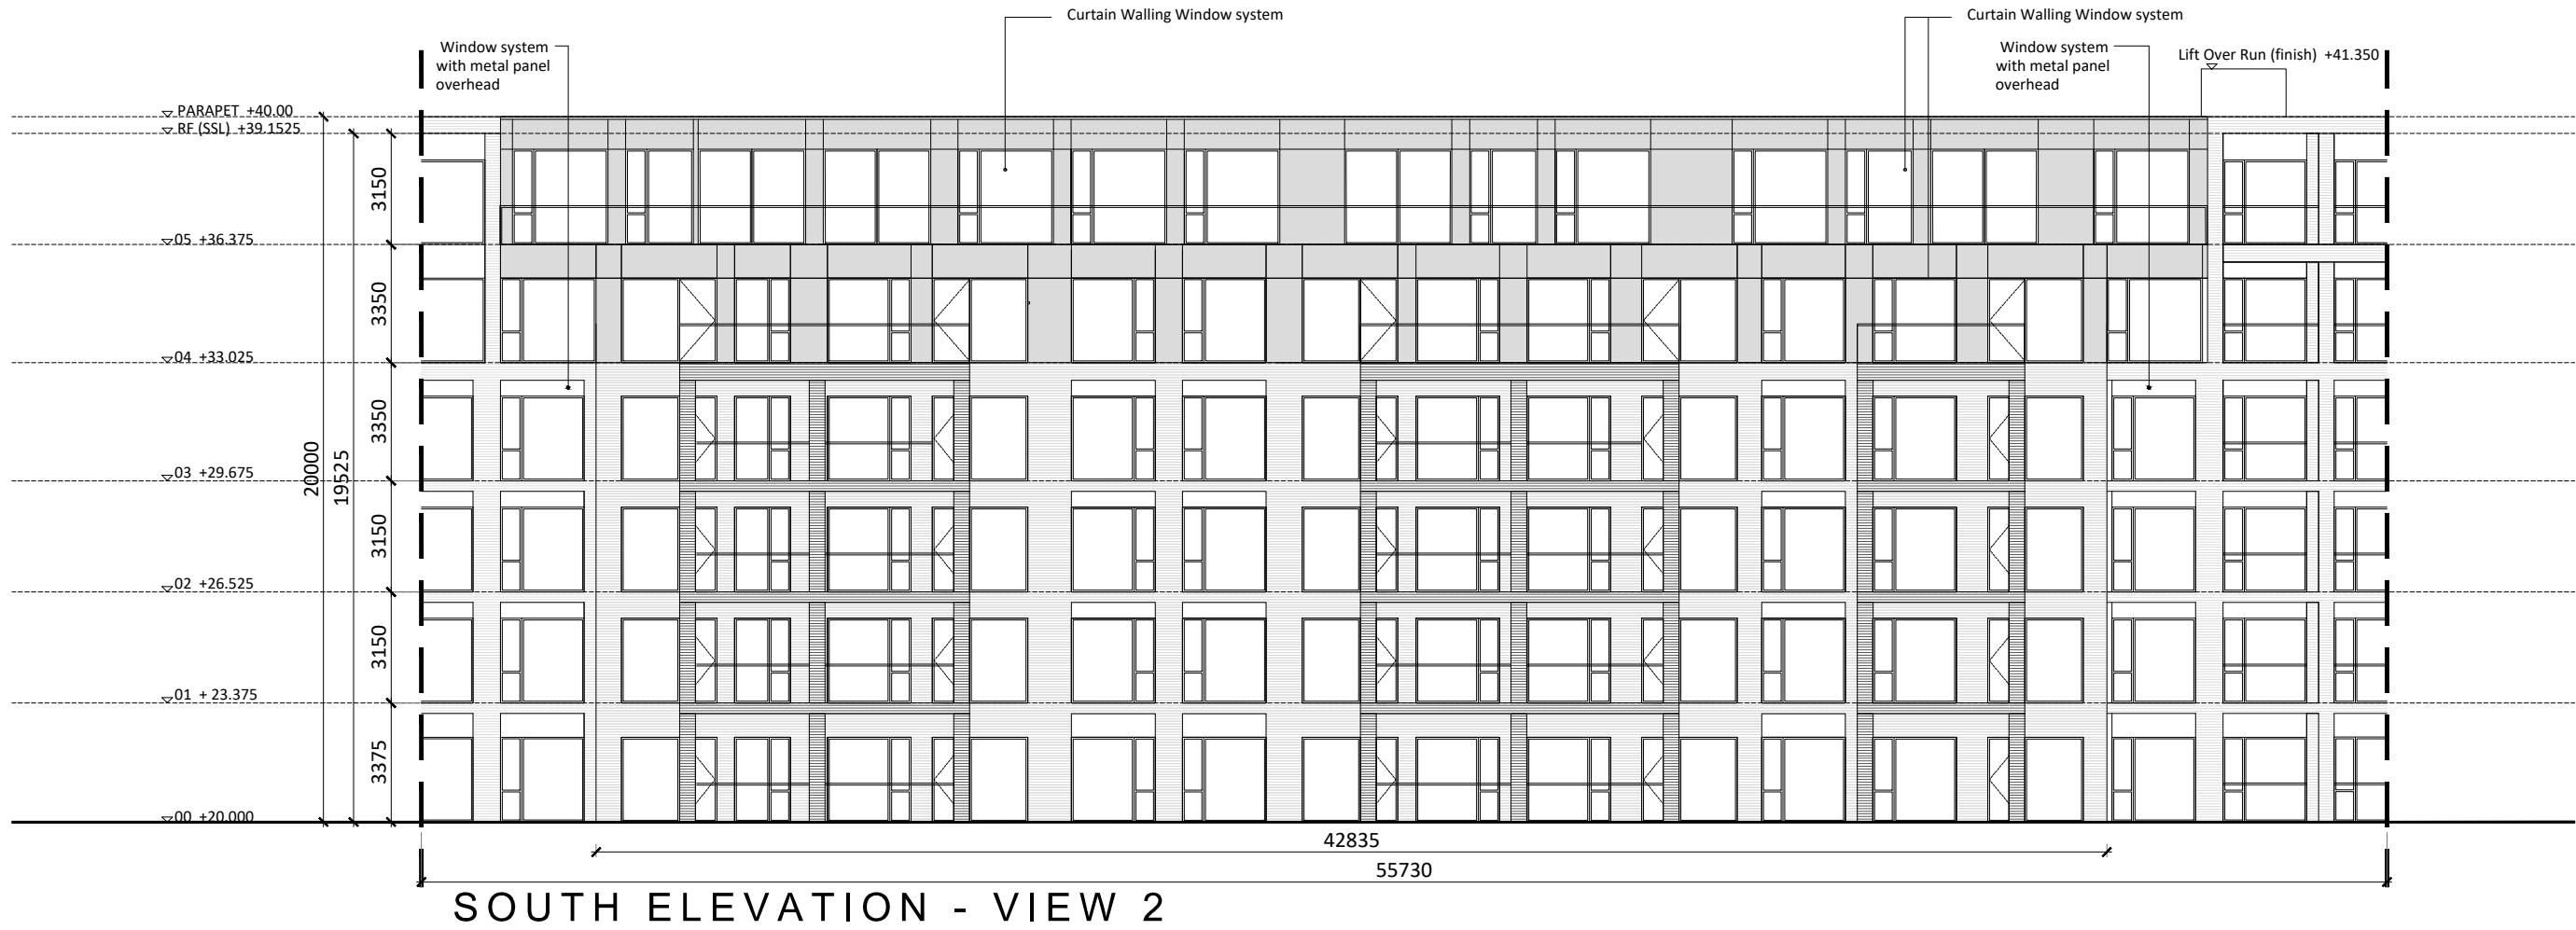 Curtain Walling Window system
Curtain Walling Window system
Window system
with metal panel
overhead
Window system
with metal panel
overhead
Lift Over Run (finish) +41.350
PARAPET +40.00
RF (SSL) +39.1525
3150
05 +36.375
3350
04 +33.025
3350
20000
19525
03 +29.675
3150
02 +26.525
3150
01 + 23.375
3375
00 +20.000
42835
55730
SOUTH ELEVATION - VIEW 2